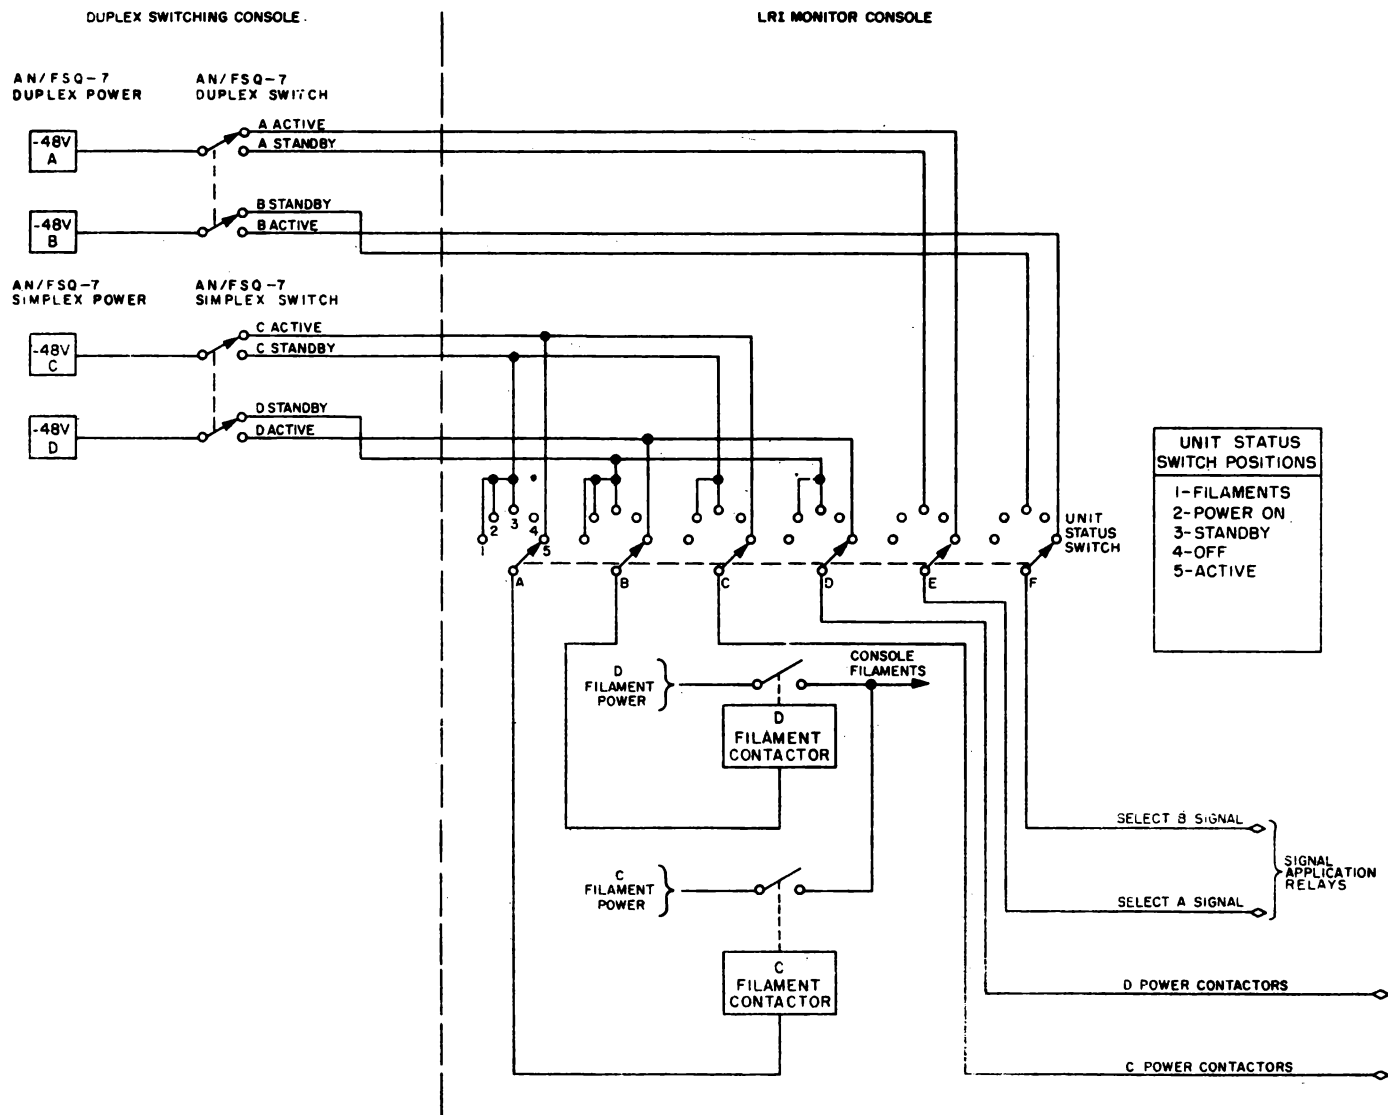 DUPLEX SWITCHING CONSOLE.
LRI MONITOR CONSOLE
AN/FSQ-7
DUPLEX POWER
AN/FSQ-7
DUPLEX SWITCH
-48V
A
A ACTIVE
A STANDBY
-48V
B
B STANDBY
B ACTIVE
AN/FSQ-7
SIMPLEX POWER
AN/FSQ-7
SIMPLEX SWITCH
-48V
C
C ACTIVE
C STANDBY
-48V
D
D STANDBY
D ACTIVE
1
2
3
4
5
UNIT
STATUS
SWITCH
A
B
C
D
E
F
UNIT STATUS
SWITCH POSITIONS
1-FILAMENTS
2-POWER ON
3-STANDBY
4-OFF
5-ACTIVE
D
FILAMENT
POWER
CONSOLE
FILAMENTS
D
FILAMENT
CONTACTOR
C
FILAMENT
POWER
C
FILAMENT
CONTACTOR
SELECT B SIGNAL
SELECT A SIGNAL
SIGNAL
APPLICATION
RELAYS
D POWER CONTACTORS
C POWER CONTACTORS